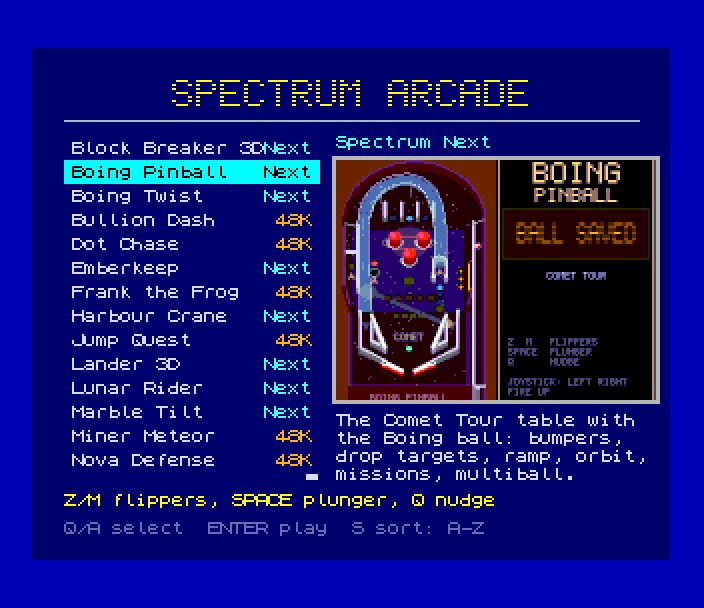 SPECTRUM ARCADE
Block Breaker 3D Next
Boing Pinball Next
Boing Twist Next
Bullion Dash 48K
Dot Chase 48K
Emberkeep Next
Frank the Frog 48K
Harbour Crane Next
Jump Quest 48K
Lander 3D Next
Lunar Rider Next
Marble Tilt Next
Miner Meteor 48K
Nova Defense 48K
Spectrum Next
BOING
PINBALL
BALL SAVED
COMET TOUR
COMET
Z M FLIPPERS
SPACE PLUNGER
Q NUDGE
JOYSTICK: LEFT RIGHT
FIRE UP
BOING PINBALL
The Comet Tour table with
the Boing ball: bumpers,
drop targets, ramp, orbit,
missions, multiball.
Z/M flippers, SPACE plunger, Q nudge
Q/A select ENTER play S sort: A-Z